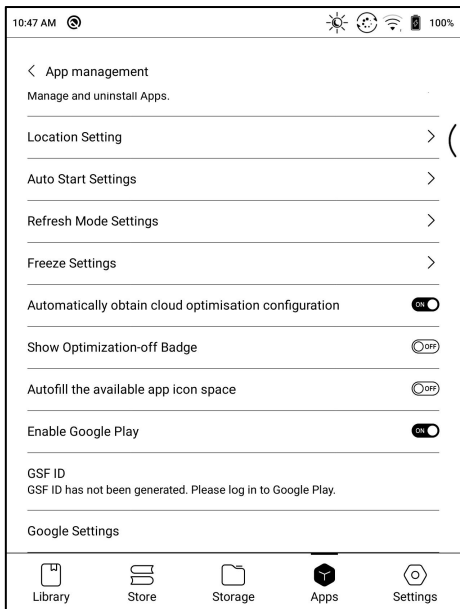 10:47 AM 100%
App management
Manage and uninstall Apps.
Location Setting
Auto Start Settings
Refresh Mode Settings
Freeze Settings
Automatically obtain cloud optimisation configuration ON
Show Optimization-off Badge OFF
Autofill the available app icon space OFF
Enable Google Play ON
GSF ID
GSF ID has not been generated. Please log in to Google Play.
Google Settings
Library Store Storage Apps Settings